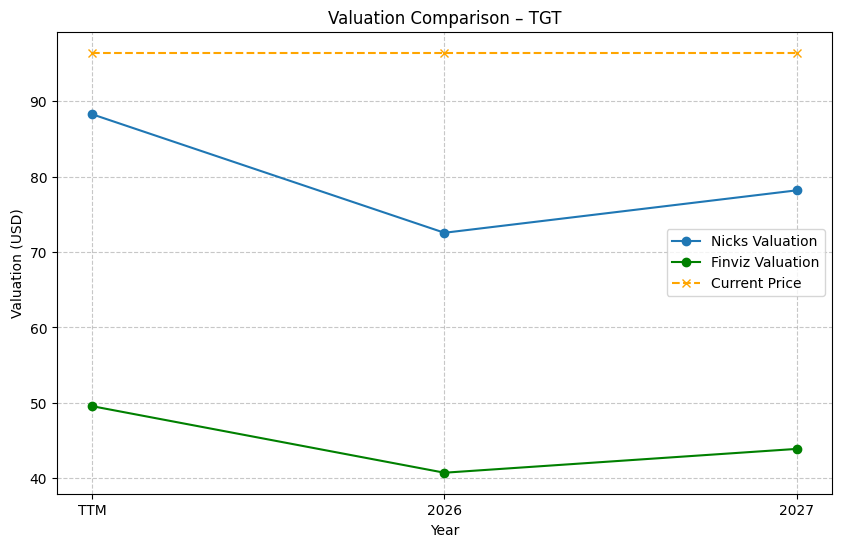 Valuation Comparison – TGT
Valuation (USD)
90
80
70
60
50
40
Nicks Valuation
Finviz Valuation
Current Price
TTM
2026
2027
Year